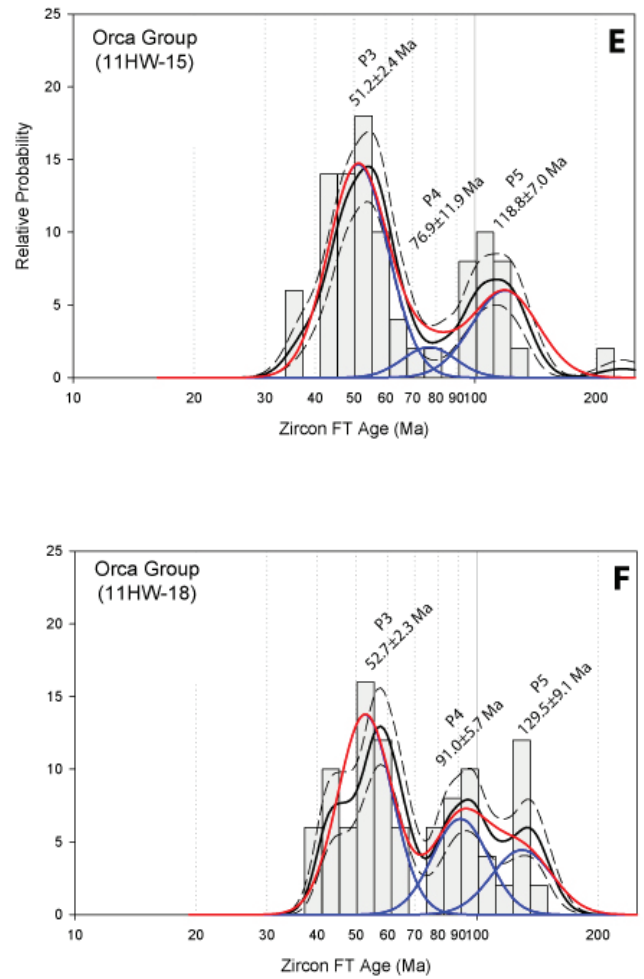 25
20
15
10
5
0
Relative Probability
Orca Group
(11HW-15)
E
P3
51.2±2.4 Ma
P4
76.9±11.9 Ma
P5
118.8±7.0 Ma
10 20 30 40 50 60 70 80 90100 200
Zircon FT Age (Ma)
25
20
15
10
5
0
Orca Group
(11HW-18)
F
P3
52.7±2.3 Ma
P4
91.0±5.7 Ma
P5
129.5±9.1 Ma
10 20 30 40 50 60 70 80 90100 200
Zircon FT Age (Ma)